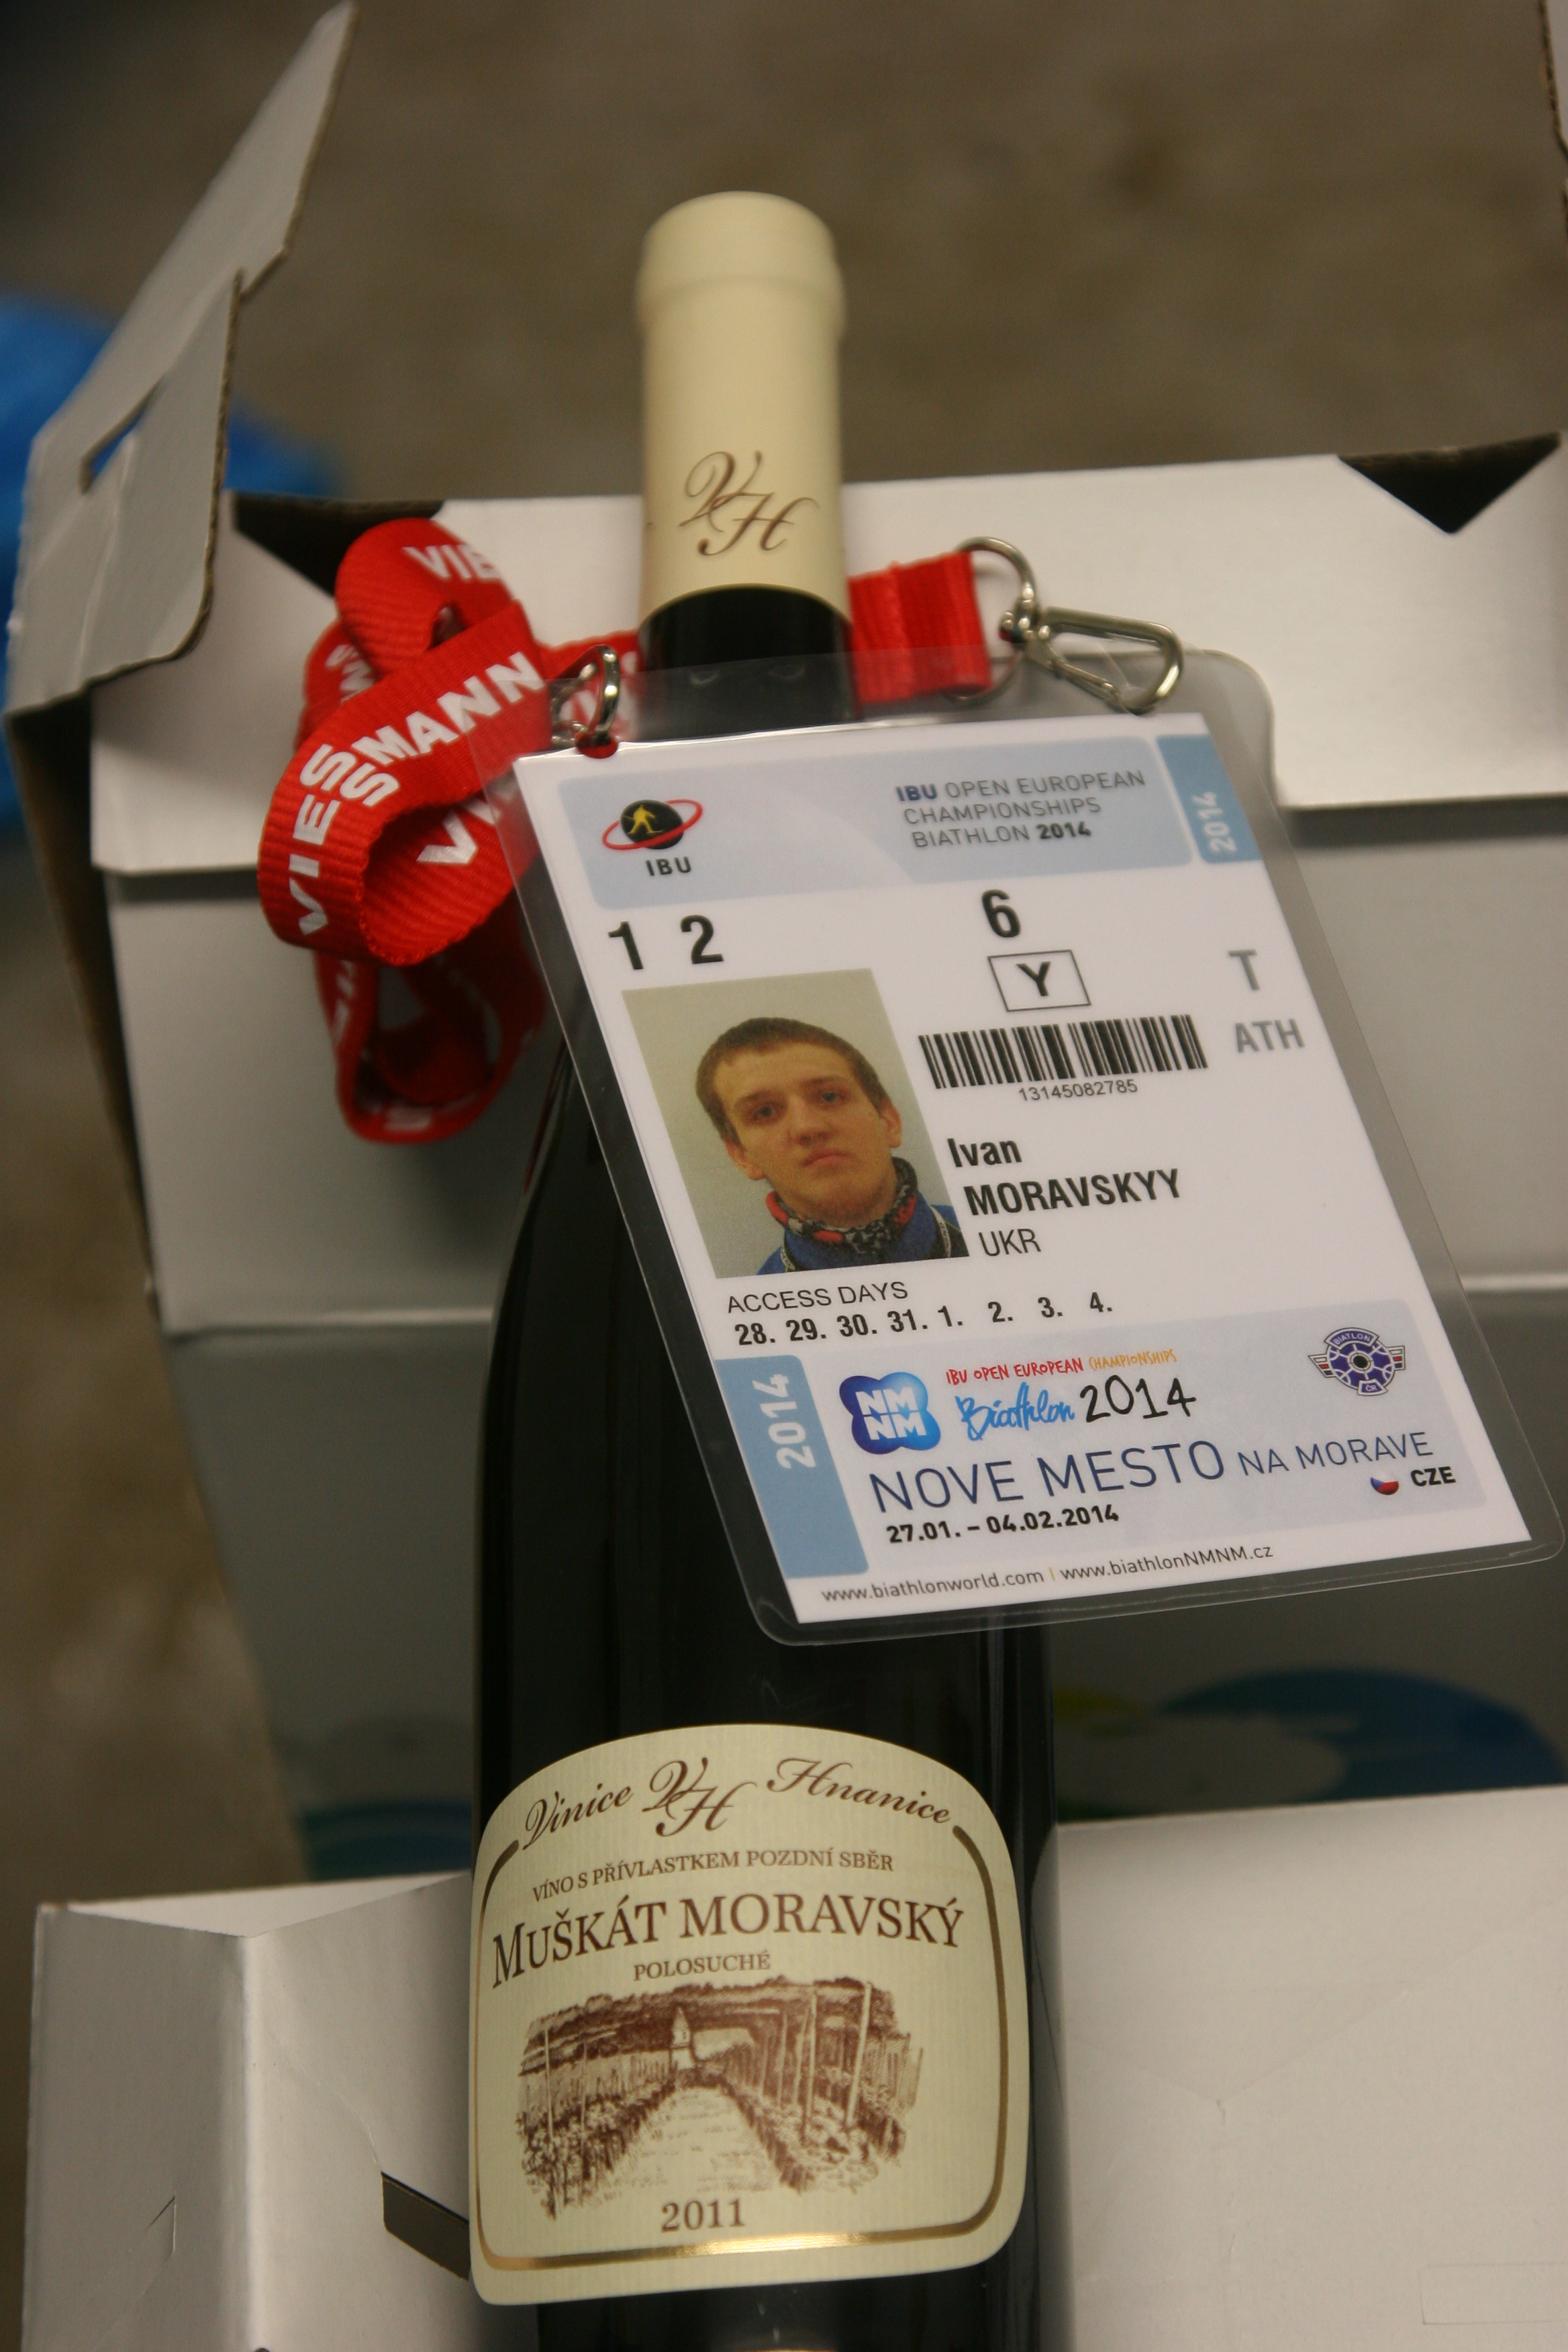 VH
VIE
VIESMANN
IBU
IBU OPEN EUROPEAN
CHAMPIONSHIPS
BIATHLON 2014
2014
1 2 6
Y
T
ATH
13145082785
Ivan
MORAVSKYY
UKR
ACCESS DAYS
28. 29. 30. 31. 1. 2. 3. 4.
2014
NM
NM
IBU OPEN EUROPEAN CHAMPIONSHIPS
Biathlon 2014
BIATLON
ČR
NOVE MESTO NA MORAVE
CZE
27.01. – 04.02.2014
www.biathlonworld.com | www.biathlonNMNM.cz
Vinice VH Hnanice
VÍNO S PŘÍVLASTKEM POZDNÍ SBĚR
MUŠKÁT MORAVSKÝ
POLOSUCHÉ
2011